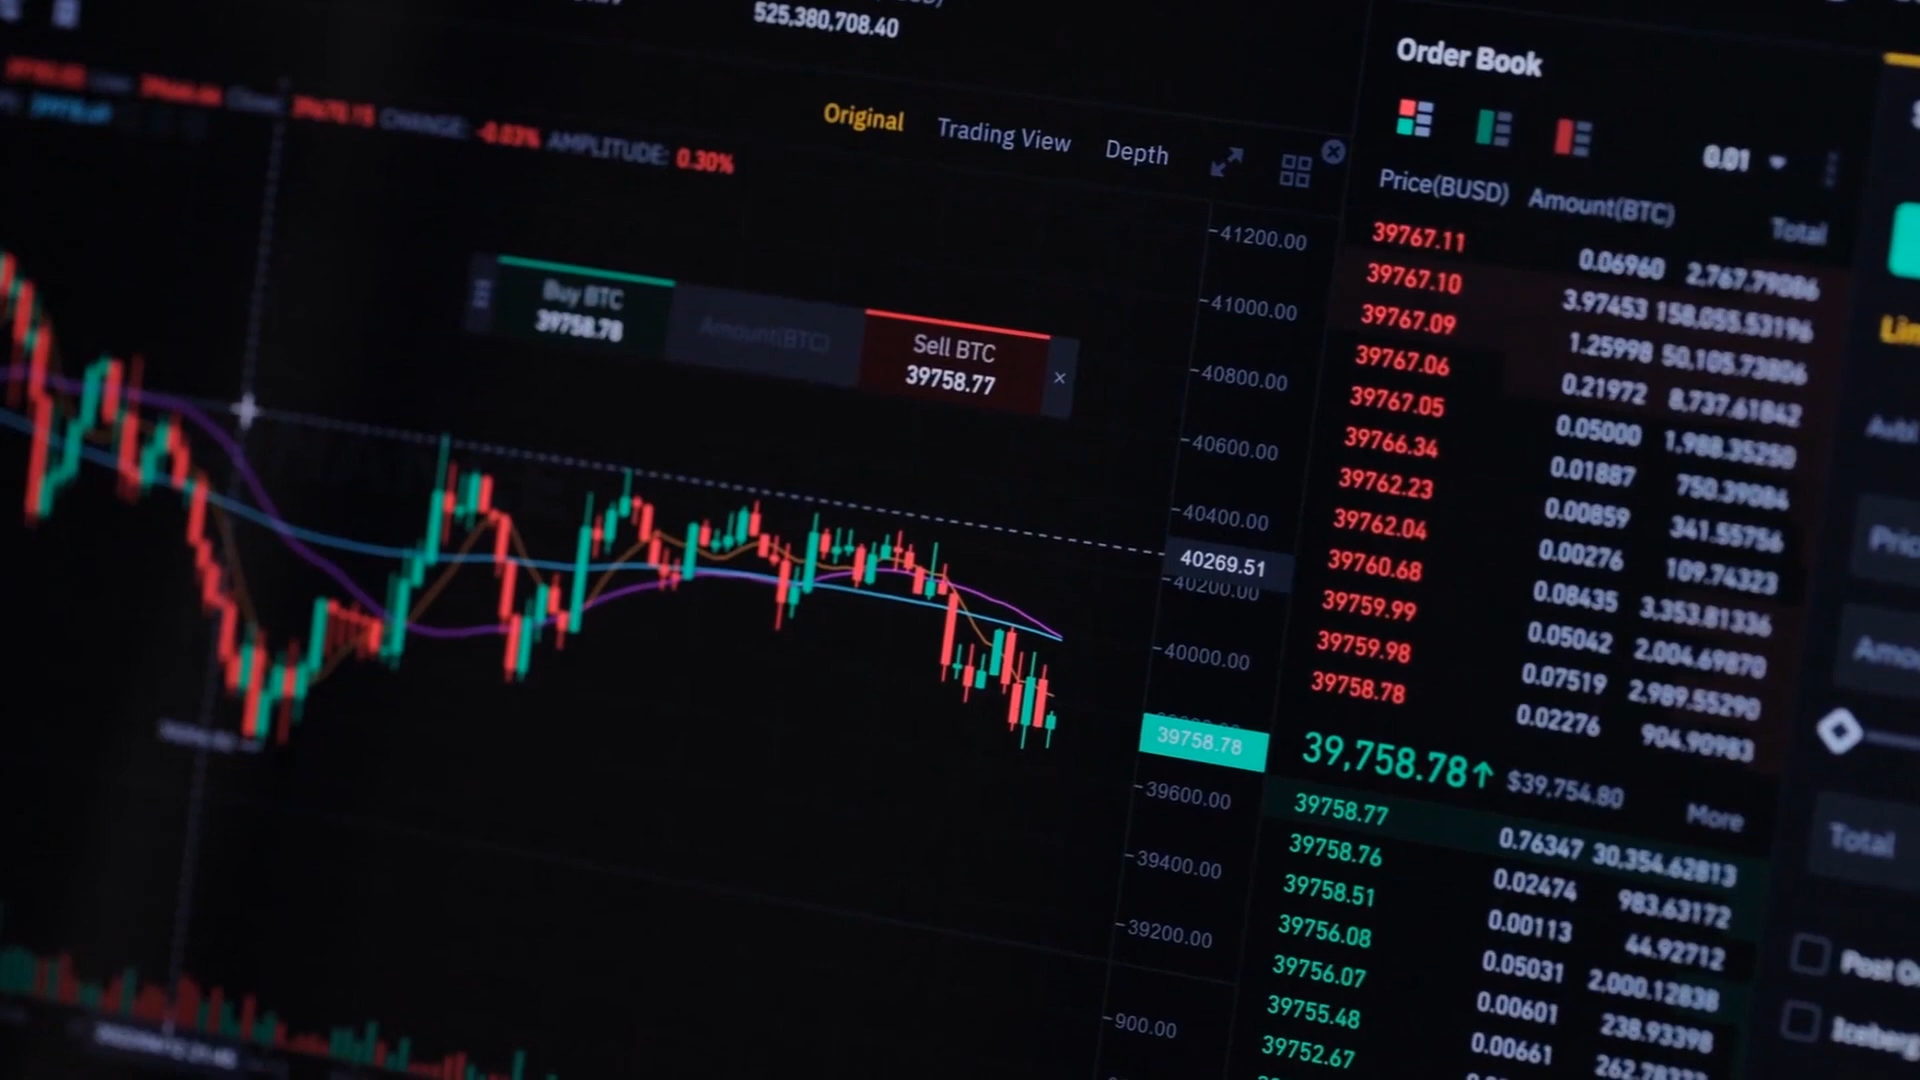 525,380,708.40
CHANGE: -0.03% AMPLITUDE: 0.30%
Original Trading View Depth
Buy BTC
39758.78
Amount(BTC)
Sell BTC
39758.77
41200.00
41000.00
40800.00
40600.00
40400.00
40269.51
40200.00
40000.00
39758.78
39600.00
39400.00
39200.00
900.00
Order Book
0.01
Price(BUSD) Amount(BTC) Total
39767.11 0.06960 2,767.79086
39767.10 3.97453 158,055.53196
39767.09 1.25998 50,105.73806
39767.06 0.21972 8,737.61842
39767.05 0.05000 1,988.35250
39766.34 0.01887 750.39084
39762.23 0.00859 341.55756
39762.04 0.00276 109.74323
39760.68 0.08435 3,353.81336
39759.99 0.05042 2,004.69870
39759.98 0.07519 2,989.55290
39758.78 0.02276 904.90983
39,758.78↑ $39,754.80 More
39758.77 0.76347 30,354.62813
39758.76 0.02474 983.63172
39758.51 0.00113 44.92712
39756.08 0.05031 2,000.12838
39756.07 0.00601 238.93398
39755.48 0.00661
39752.67
Total
Post
Iceberg